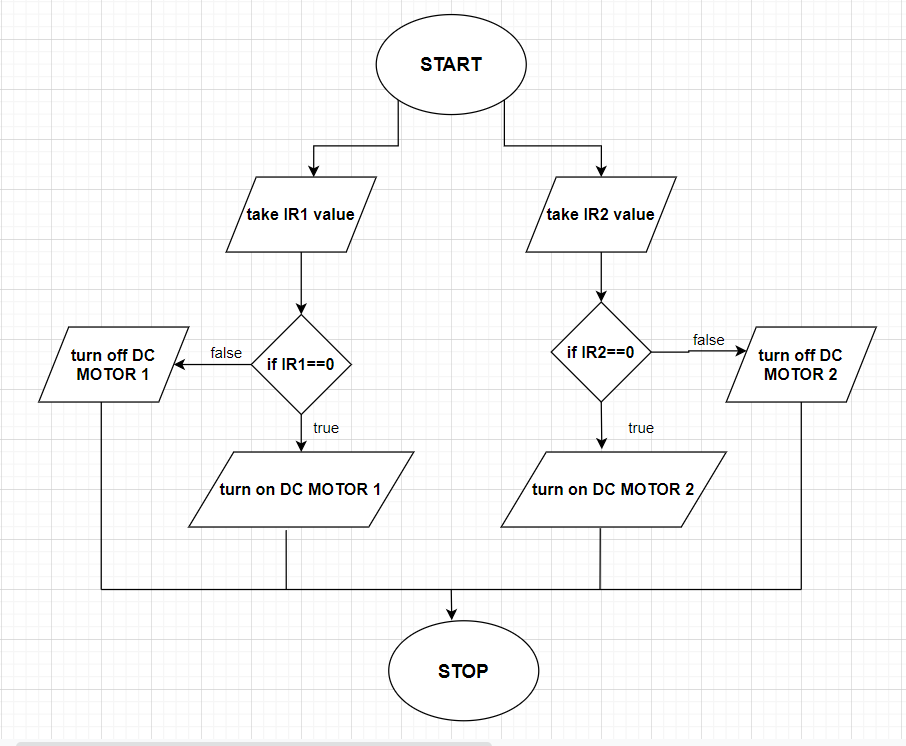 START
take IR1 value
take IR2 value
if IR1==0
false
turn off DC
MOTOR 1
true
turn on DC MOTOR 1
if IR2==0
false
turn off DC
MOTOR 2
true
turn on DC MOTOR 2
STOP